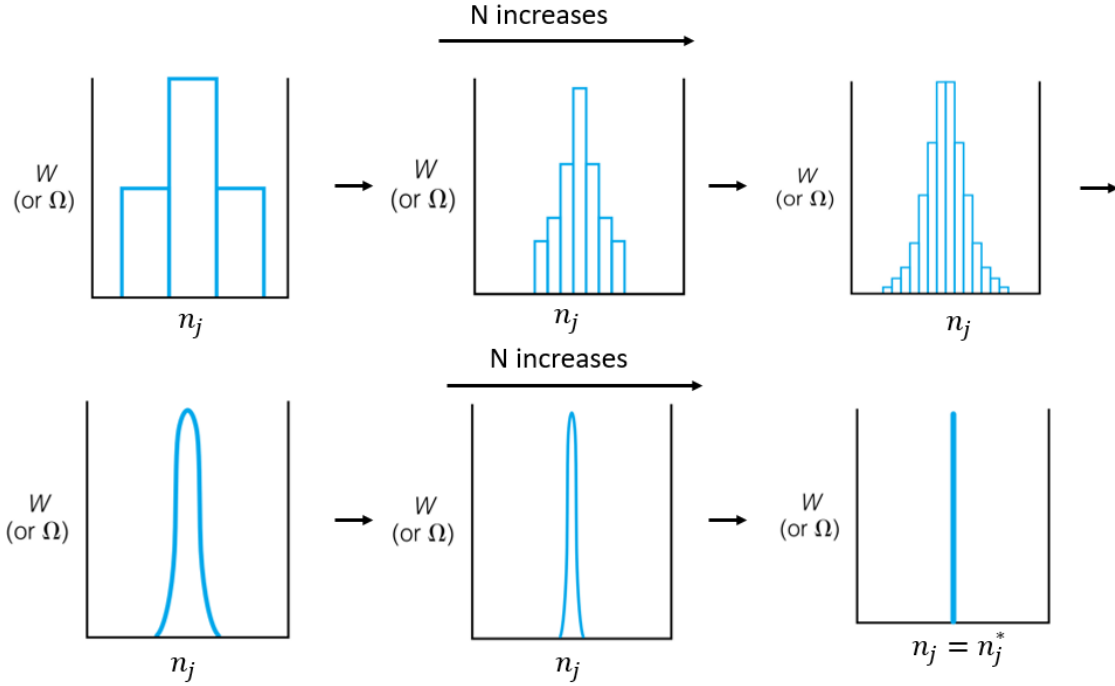 N increases
W
(or Ω)
n_j
W
(or Ω)
n_j
W
(or Ω)
n_j
N increases
W
(or Ω)
n_j
W
(or Ω)
n_j
W
(or Ω)
n_j = n_j^*